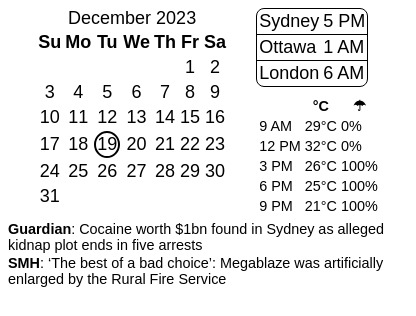 December 2023
Su Mo Tu We Th Fr Sa
1 2
3 4 5 6 7 8 9
10 11 12 13 14 15 16
17 18 19 20 21 22 23
24 25 26 27 28 29 30
31
Sydney 5 PM
Ottawa 1 AM
London 6 AM
°C ☂
9 AM 29°C 0%
12 PM 32°C 0%
3 PM 26°C 100%
6 PM 25°C 100%
9 PM 21°C 100%
Guardian: Cocaine worth $1bn found in Sydney as alleged
kidnap plot ends in five arrests
SMH: ‘The best of a bad choice’: Megablaze was artificially
enlarged by the Rural Fire Service